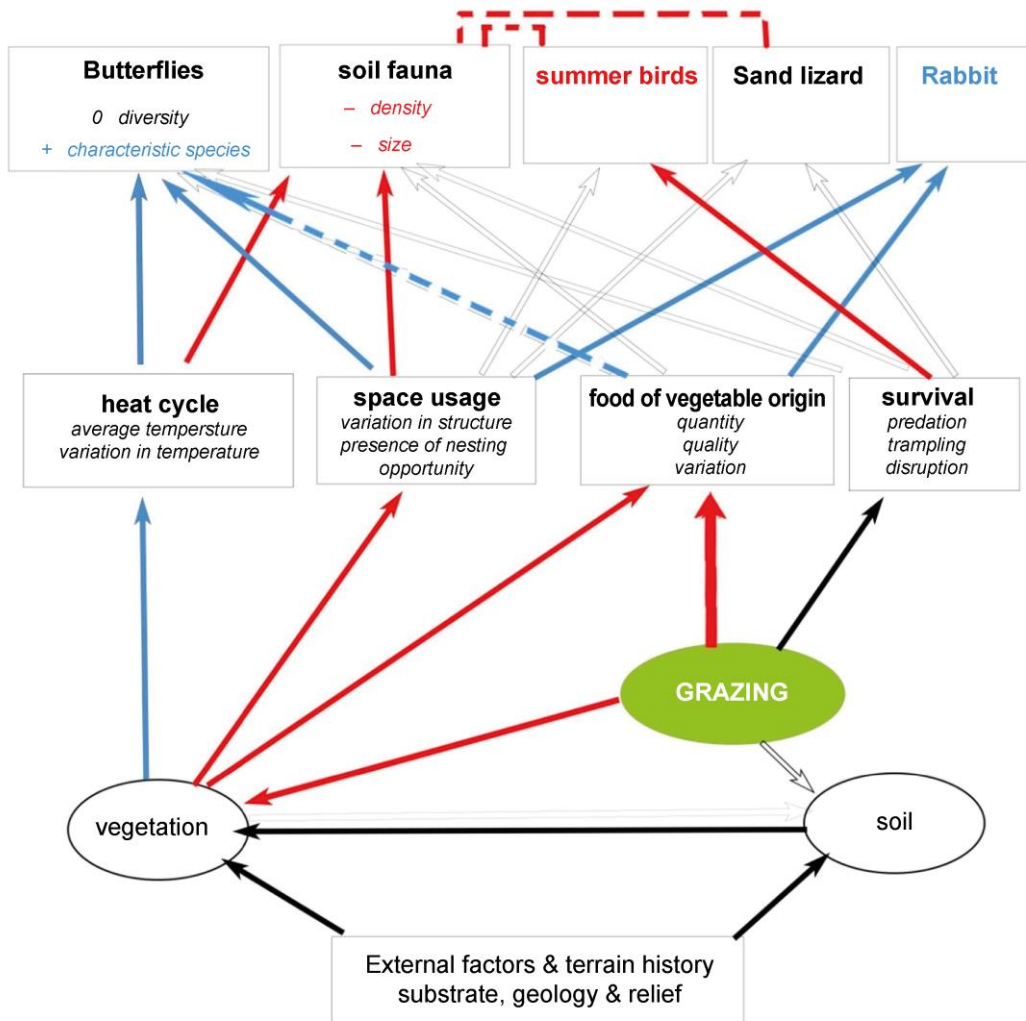 Butterflies
0 diversity
+ characteristic species
soil fauna
– density
– size
summer birds
Sand lizard
Rabbit
heat cycle
average tempersture
variation in temperature
space usage
variation in structure
presence of nesting
opportunity
food of vegetable origin
quantity
quality
variation
survival
predation
trampling
disruption
GRAZING
vegetation
soil
External factors & terrain history
substrate, geology & relief